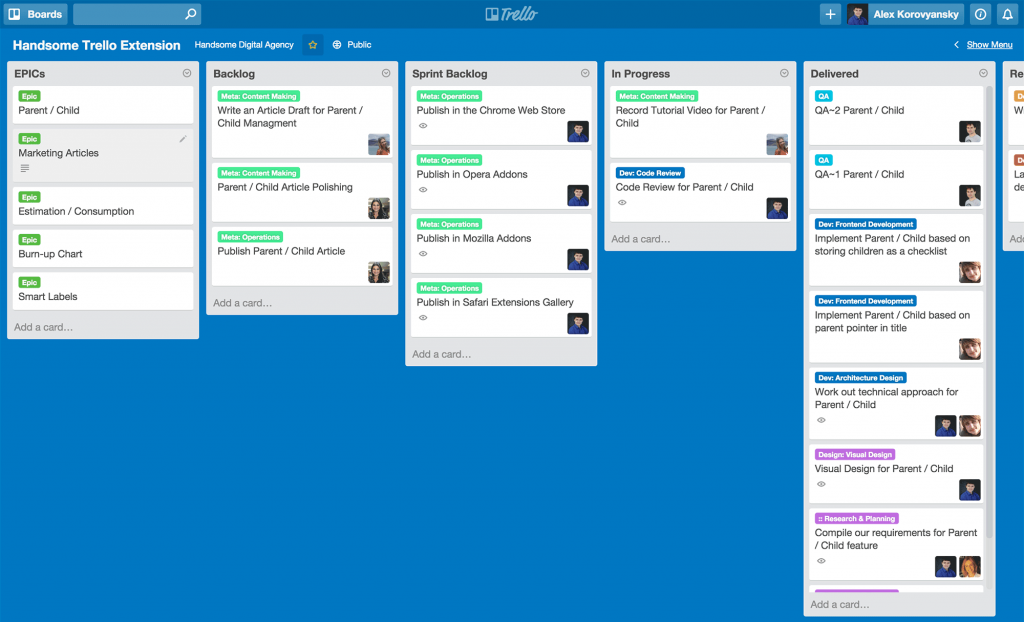 Boards
Trello
Alex Korovyansky
Handsome Trello Extension
Handsome Digital Agency
Public
Show Menu
EPICs
Epic
Parent / Child
Epic
Marketing Articles
Epic
Estimation / Consumption
Epic
Burn-up Chart
Epic
Smart Labels
Add a card…
Backlog
Meta: Content Making
Write an Article Draft for Parent /
Child Managment
Meta: Content Making
Parent / Child Article Polishing
Meta: Operations
Publish Parent / Child Article
Add a card…
Sprint Backlog
Meta: Operations
Publish in the Chrome Web Store
Meta: Operations
Publish in Opera Addons
Meta: Operations
Publish in Mozilla Addons
Meta: Operations
Publish in Safari Extensions Gallery
Add a card…
In Progress
Meta: Content Making
Record Tutorial Video for Parent /
Child
Dev: Code Review
Code Review for Parent / Child
Add a card…
Delivered
QA
QA~2 Parent / Child
QA
QA~1 Parent / Child
Dev: Frontend Development
Implement Parent / Child based on
storing children as a checklist
Dev: Frontend Development
Implement Parent / Child based on
parent pointer in title
Dev: Architecture Design
Work out technical approach for
Parent / Child
Design: Visual Design
Visual Design for Parent / Child
:: Research & Planning
Compile our requirements for Parent
/ Child feature
Add a card…
Re